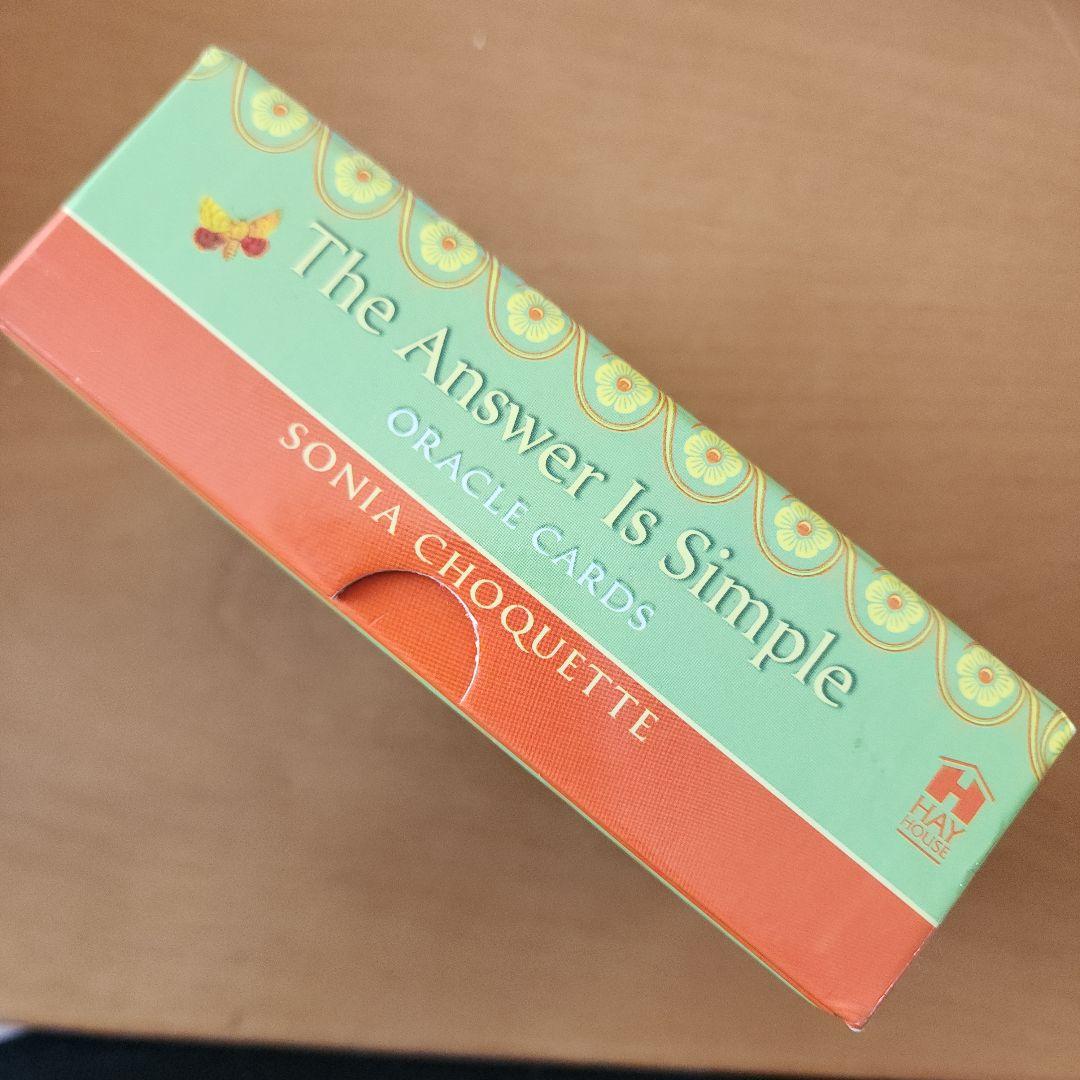 The Answer Is Simple
ORACLE CARDS
SONIA CHOQUETTE
HAY
HOUSE